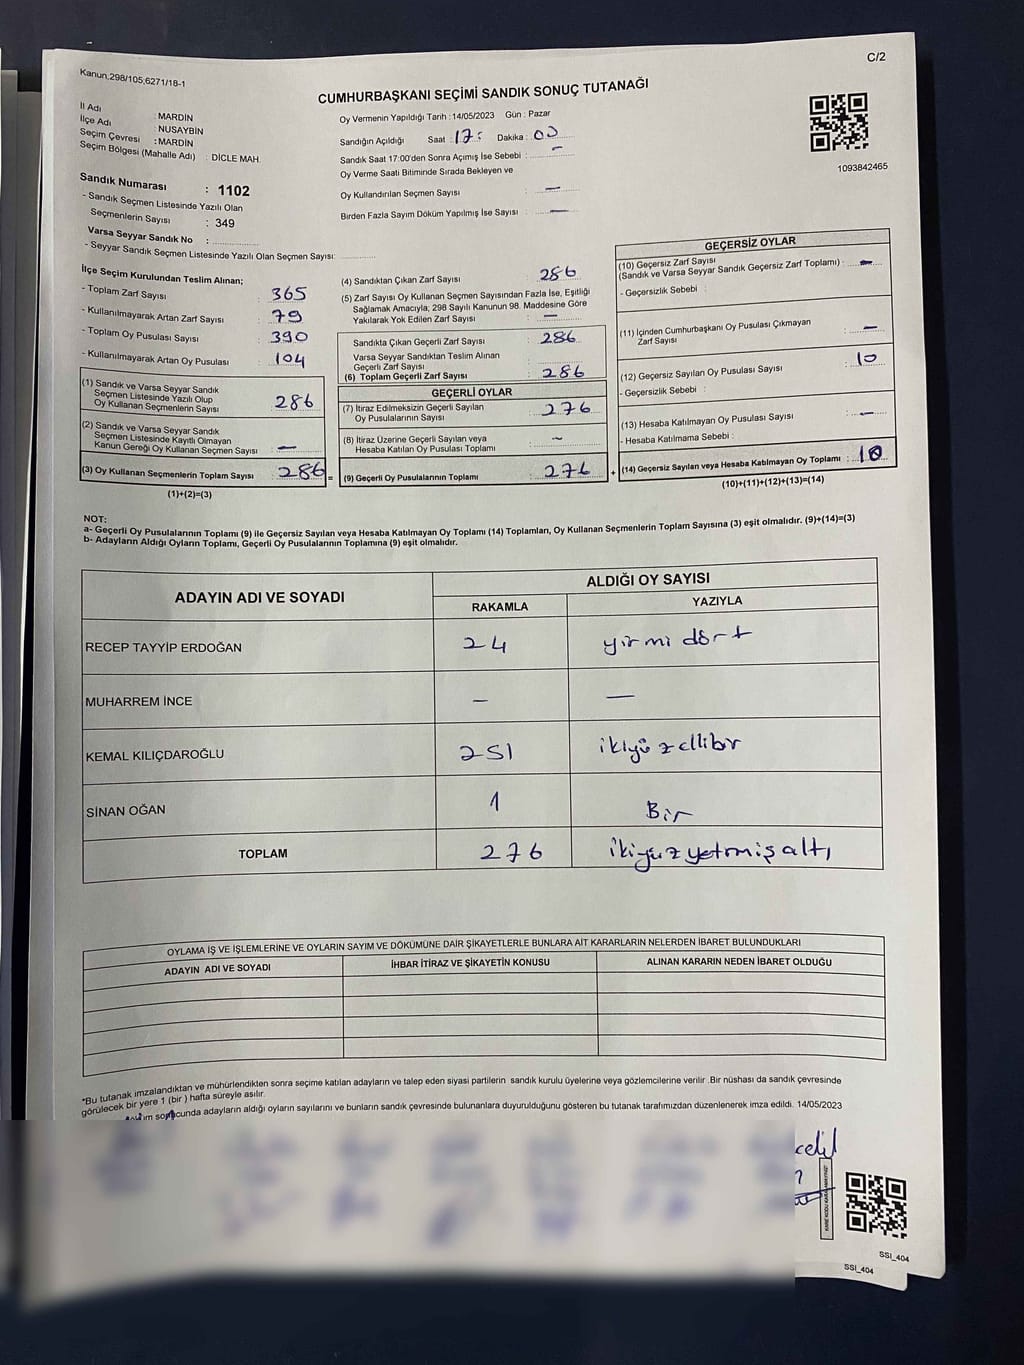 Kanun,298/105,6271/18-1
C/2
CUMHURBAŞKANI SEÇİMİ SANDIK SONUÇ TUTANAĞI
İl Adı : MARDİN
İlçe Adı : NUSAYBİN
Seçim Çevresi : MARDİN
Seçim Bölgesi (Mahalle Adı) : DİCLE MAH.
Sandık Numarası : 1102
- Sandık Seçmen Listesinde Yazılı Olan
Seçmenlerin Sayısı : 349
Varsa Seyyar Sandık No :
- Seyyar Sandık Seçmen Listesinde Yazılı Olan Seçmen Sayısı:
Oy Vermenin Yapıldığı Tarih : 14/05/2023 Gün : Pazar
Sandığın Açıldığı Saat : 17: Dakika : 00
Sandık Saat 17:00'den Sonra Açımış İse Sebebi : –
Oy Verme Saati Bitiminde Sırada Bekleyen ve
Oy Kullandırılan Seçmen Sayısı : —
Birden Fazla Sayım Döküm Yapılmış İse Sayısı : —
1093842465
İlçe Seçim Kurulundan Teslim Alınan;
- Toplam Zarf Sayısı : 365
- Kullanılmayarak Artan Zarf Sayısı : 79
- Toplam Oy Pusulası Sayısı : 390
- Kullanılmayarak Artan Oy Pusulası : 104
(1) Sandık ve Varsa Seyyar Sandık
Seçmen Listesinde Yazılı Olup
Oy Kullanan Seçmenlerin Sayısı : 286
(2) Sandık ve Varsa Seyyar Sandık
Seçmen Listesinde Kayıtlı Olmayan
Kanun Gereği Oy Kullanan Seçmen Sayısı : —
(3) Oy Kullanan Seçmenlerin Toplam Sayısı : 286
(1)+(2)=(3)
(4) Sandıktan Çıkan Zarf Sayısı : 286
(5) Zarf Sayısı Oy Kullanan Seçmen Sayısından Fazla İse, Eşitliği
Sağlamak Amacıyla, 298 Sayılı Kanunun 98. Maddesine Göre
Yakılarak Yok Edilen Zarf Sayısı : —
Sandıkta Çıkan Geçerli Zarf Sayısı : 286
Varsa Seyyar Sandıktan Teslim Alınan
Geçerli Zarf Sayısı :
(6) Toplam Geçerli Zarf Sayısı : 286
GEÇERLİ OYLAR
(7) İtiraz Edilmeksizin Geçerli Sayılan
Oy Pusulalarının Sayısı : 276
(8) İtiraz Üzerine Geçerli Sayılan veya
Hesaba Katılan Oy Pusulası Toplamı : ~
= (9) Geçerli Oy Pusulalarının Toplamı : 276
GEÇERSİZ OYLAR
(10) Geçersiz Zarf Sayısı
(Sandık ve Varsa Seyyar Sandık Geçersiz Zarf Toplamı) : —
- Geçersizlik Sebebi :
(11) İçinden Cumhurbaşkanı Oy Pusulası Çıkmayan
Zarf Sayısı : —
(12) Geçersiz Sayılan Oy Pusulası Sayısı : 10
- Geçersizlik Sebebi :
(13) Hesaba Katılmayan Oy Pusulası Sayısı : —
- Hesaba Katılmama Sebebi :
+ (14) Geçersiz Sayılan veya Hesaba Katılmayan Oy Toplamı : 10
(10)+(11)+(12)+(13)=(14)
NOT:
a- Geçerli Oy Pusulalarının Toplamı (9) ile Geçersiz Sayılan veya Hesaba Katılmayan Oy Toplamı (14) Toplamları, Oy Kullanan Seçmenlerin Toplam Sayısına (3) eşit olmalıdır. (9)+(14)=(3)
b- Adayların Aldığı Oyların Toplamı, Geçerli Oy Pusulalarının Toplamına (9) eşit olmalıdır.
ADAYIN ADI VE SOYADI ALDIĞI OY SAYISI
RAKAMLA YAZIYLA
RECEP TAYYİP ERDOĞAN 24 yirmi dört
MUHARREM İNCE – —
KEMAL KILIÇDAROĞLU 251 ikiyüzellibir
SİNAN OĞAN 1 Bir
TOPLAM 276 ikiyüzyetmişaltı
OYLAMA İŞ VE İŞLEMLERİNE VE OYLARIN SAYIM VE DÖKÜMÜNE DAİR ŞİKAYETLERLE BUNLARA AİT KARARLARIN NELERDEN İBARET BULUNDUKLARI
ADAYIN ADI VE SOYADI İHBAR İTİRAZ VE ŞİKAYETİN KONUSU ALINAN KARARIN NEDEN İBARET OLDUĞU
*Bu tutanak imzalandıktan ve mühürlendikten sonra seçime katılan adayların ve talep eden siyasi partilerin sandık kurulu üyelerine veya gözlemcilerine verilir .Bir nüshası da sandık çevresinde
görülecek bir yere 1 (bir ) hafta süreyle asılır.
adayların aldığı oyların sayılarını ve bunların sandık çevresinde bulunanlara duyurulduğunu gösteren bu tutanak tarafımızdan düzenlenerek imza edildi. 14/05/2023
SSI_404
SSI_404